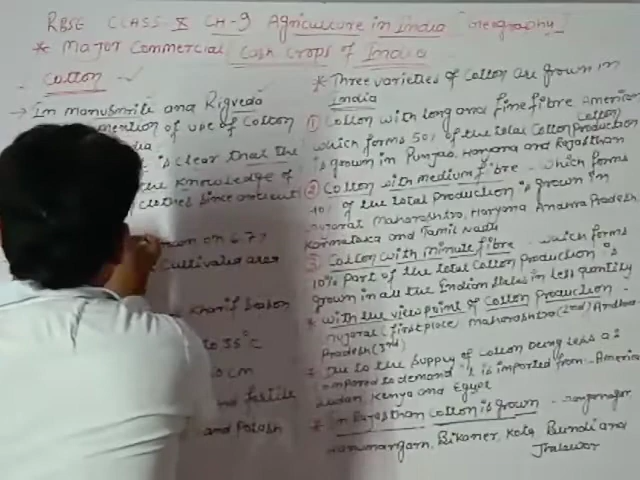 RBSE CLASS X CH-9 Agriculture in India [Geography]
* Major Commercial Cash Crops of India
Cotton
→ In manusmriti and Rigveda
mention of use of Cotton
is clear that the
the knowledge of
clothes since ancient
on 6.7%
Cultivated area
Kharif season
to 35°C
cm
and fertile
and Potash
* Three varieties of Cotton are grown in
India
① Cotton with long and fine fibre American
Cotton
which forms 50% of the total Cotton Production
is grown in Punjab, Haryana and Rajasthan
② Cotton with medium fibre - which forms
40% of the total Production is grown in
Gujarat Maharashtra, Haryana Andhra Pradesh
Karnataka and Tamil Nadu
③ Cotton with minute fibre - which forms
10% Part of the total Cotton Production is
grown in all the Indian States in less quantity
* with the viewpoint of Cotton Production -
Gujarat (first place) Maharashtra (2nd) Andhra
Pradesh (3rd)
* Due to the supply of Cotton being less as
Compared to demand it is imported from - America
Sudan, Kenya and Egypt
* In Rajasthan Cotton is grown -
Hanumangarh, Bikaner, Kota Bundi and
Jhalawar